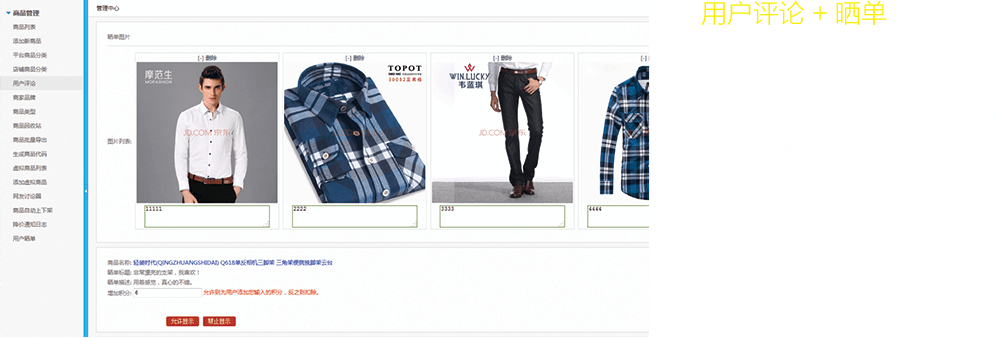 用户评论 + 晒单
商品管理
商品列表
添加新商品
平台商品分类
店铺商品分类
用户评论
商家品牌
商品类型
商品回收站
商品批量导出
生成商品代码
虚拟商品列表
添加虚拟商品
网友讨论圈
商品自动上下架
降价通知日志
用户晒单
管理中心
晒单图片
图片列表:
[-] 删除
[-] 删除
[-] 删除
摩范生
MOFASHION
JD.COM 京东
TOPOT
WIN.LUCKY
韦蓝琪
JD.COM 京东
11111
2222
3333
4444
商品名称: 轻装时代(QINGZHUANGSHIDAI) Q618单反相机三脚架 三角架便携独脚架云台
晒单标题: 非常漂亮的支架，我喜欢！
晒单描述: 用着感觉，真心的不错。
增加积分: 4 允许则为用户添加您输入的积分，反之则扣除。
允许显示 禁止显示